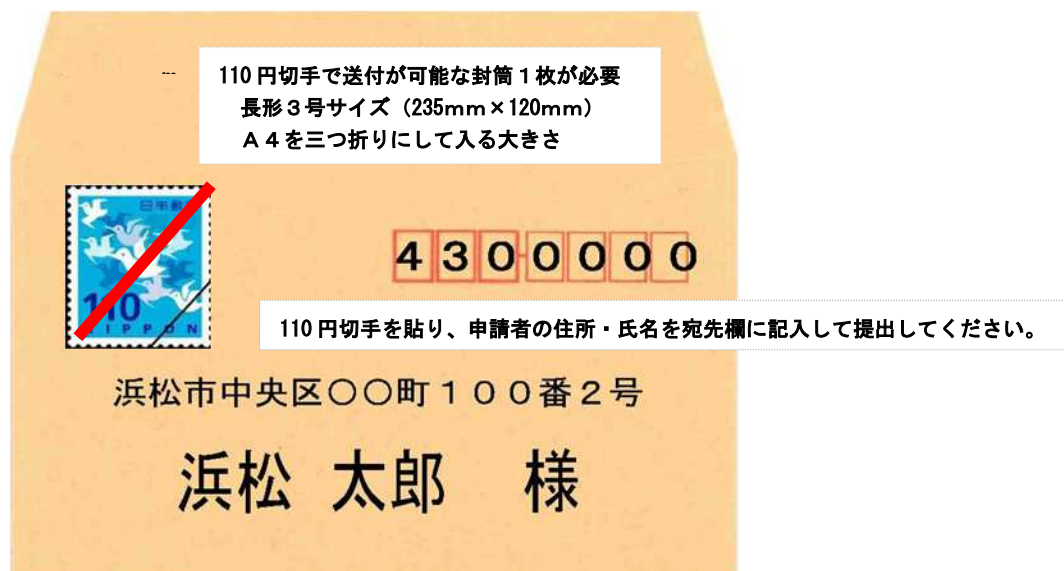 110円切手で送付が可能な封筒1枚が必要
長形3号サイズ（235mm×120mm）
A4を三つ折りにして入る大きさ
日本郵
110
NIPPON
4300000
110円切手を貼り、申請者の住所・氏名を宛先欄に記入して提出してください。
浜松市中央区〇〇町100番2号
浜松 太郎 様